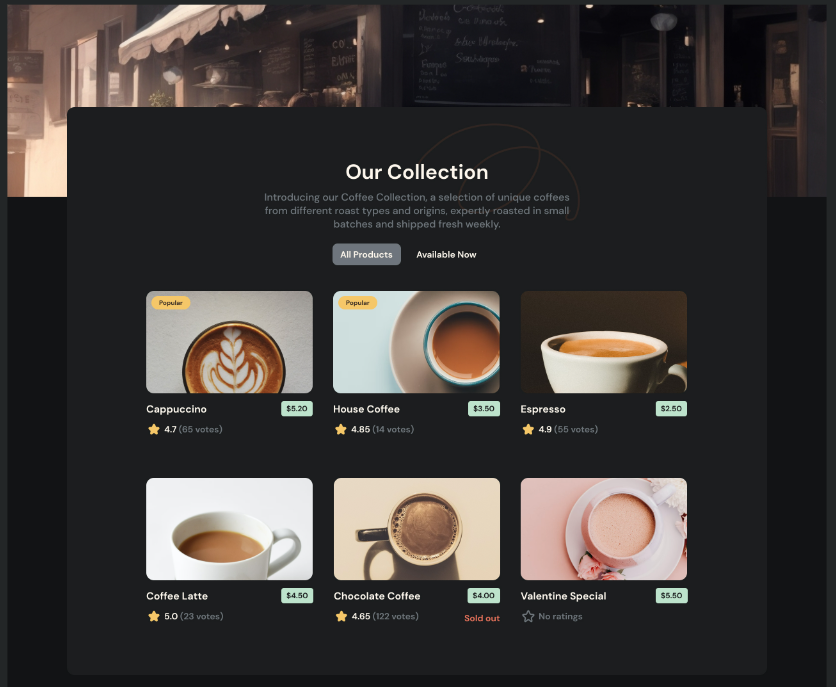 Our Collection
Introducing our Coffee Collection, a selection of unique coffees
from different roast types and origins, expertly roasted in small
batches and shipped fresh weekly.
All Products
Available Now
Popular
Popular
Cappuccino
$5.20
House Coffee
$3.50
Espresso
$2.50
4.7 (65 votes)
4.85 (14 votes)
4.9 (55 votes)
Coffee Latte
$4.50
Chocolate Coffee
$4.00
Valentine Special
$5.50
5.0 (23 votes)
4.65 (122 votes)
Sold out
No ratings